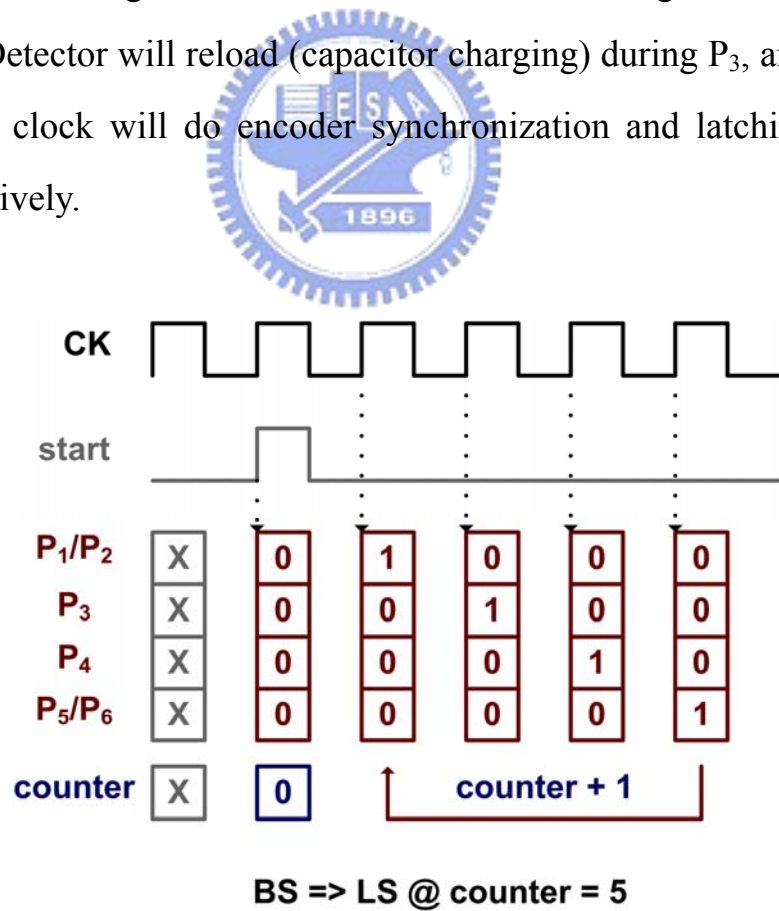 Detector will reload (capacitor charging) during P₃, a
clock will do encoder synchronization and latchi
ively.
E S A
1896
CK
start
P₁/P₂ X 0 1 0 0 0
P₃ X 0 0 1 0 0
P₄ X 0 0 0 1 0
P₅/P₆ X 0 0 0 0 1
counter X 0 counter + 1
BS => LS @ counter = 5